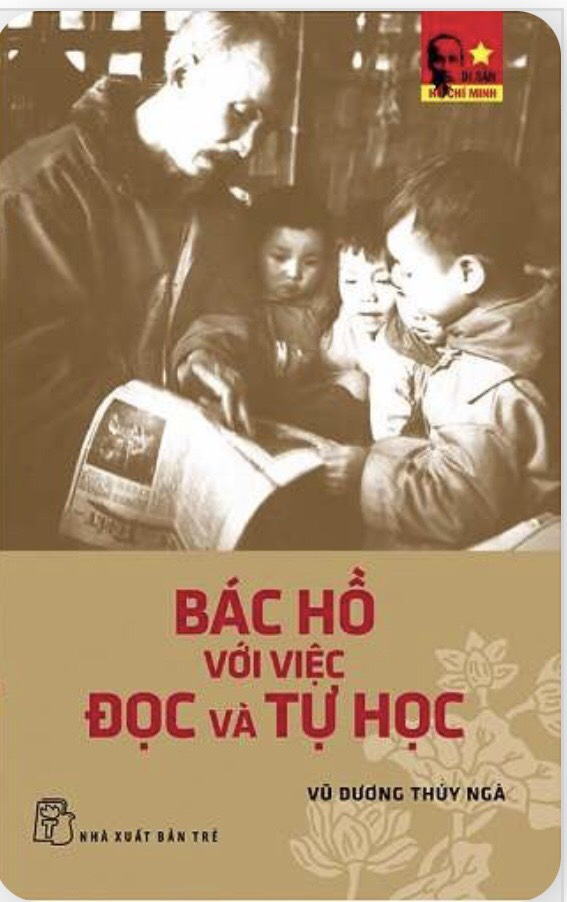 DI SẢN
HỒ CHÍ MINH
BÁC HỒ
VỚI VIỆC
ĐỌC VÀ TỰ HỌC
VŨ DƯƠNG THÚY NGÀ
T
NHÀ XUẤT BẢN TRẺ